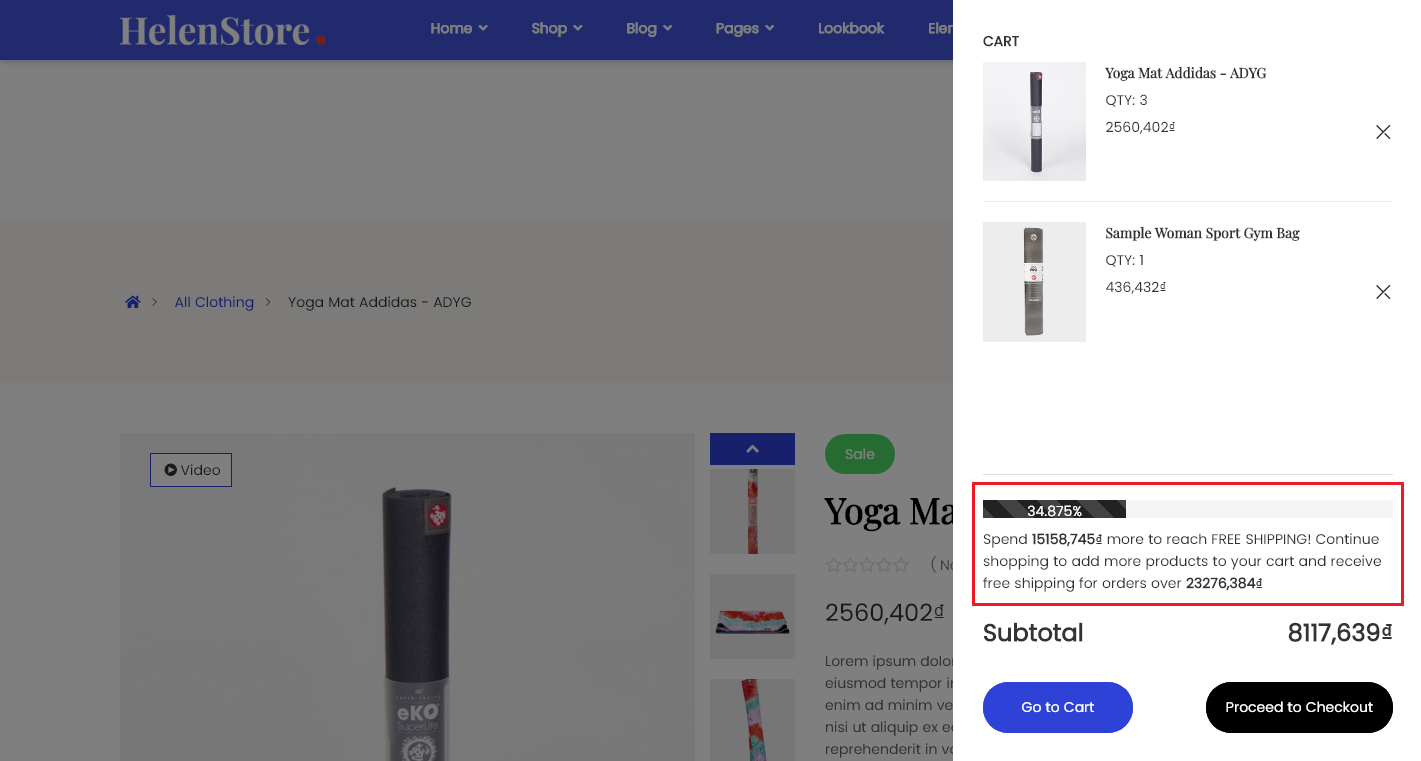 HelenStore.
Home
Shop
Blog
Pages
Lookbook
All Clothing
Yoga Mat Addidas - ADYG
Video
eKO
SuperLite
Sale
Yoga Ma
2560,402₫
Lorem ipsum dolo
eiusmod tempor i
enim ad minim ve
nisi ut aliquip ex e
reprehenderit in v
CART
Yoga Mat Addidas - ADYG
QTY: 3
2560,402₫
Sample Woman Sport Gym Bag
QTY: 1
436,432₫
34.875%
Spend 15158,745₫ more to reach FREE SHIPPING! Continue
shopping to add more products to your cart and receive
free shipping for orders over 23276,384₫
Subtotal
8117,639₫
Go to Cart
Proceed to Checkout